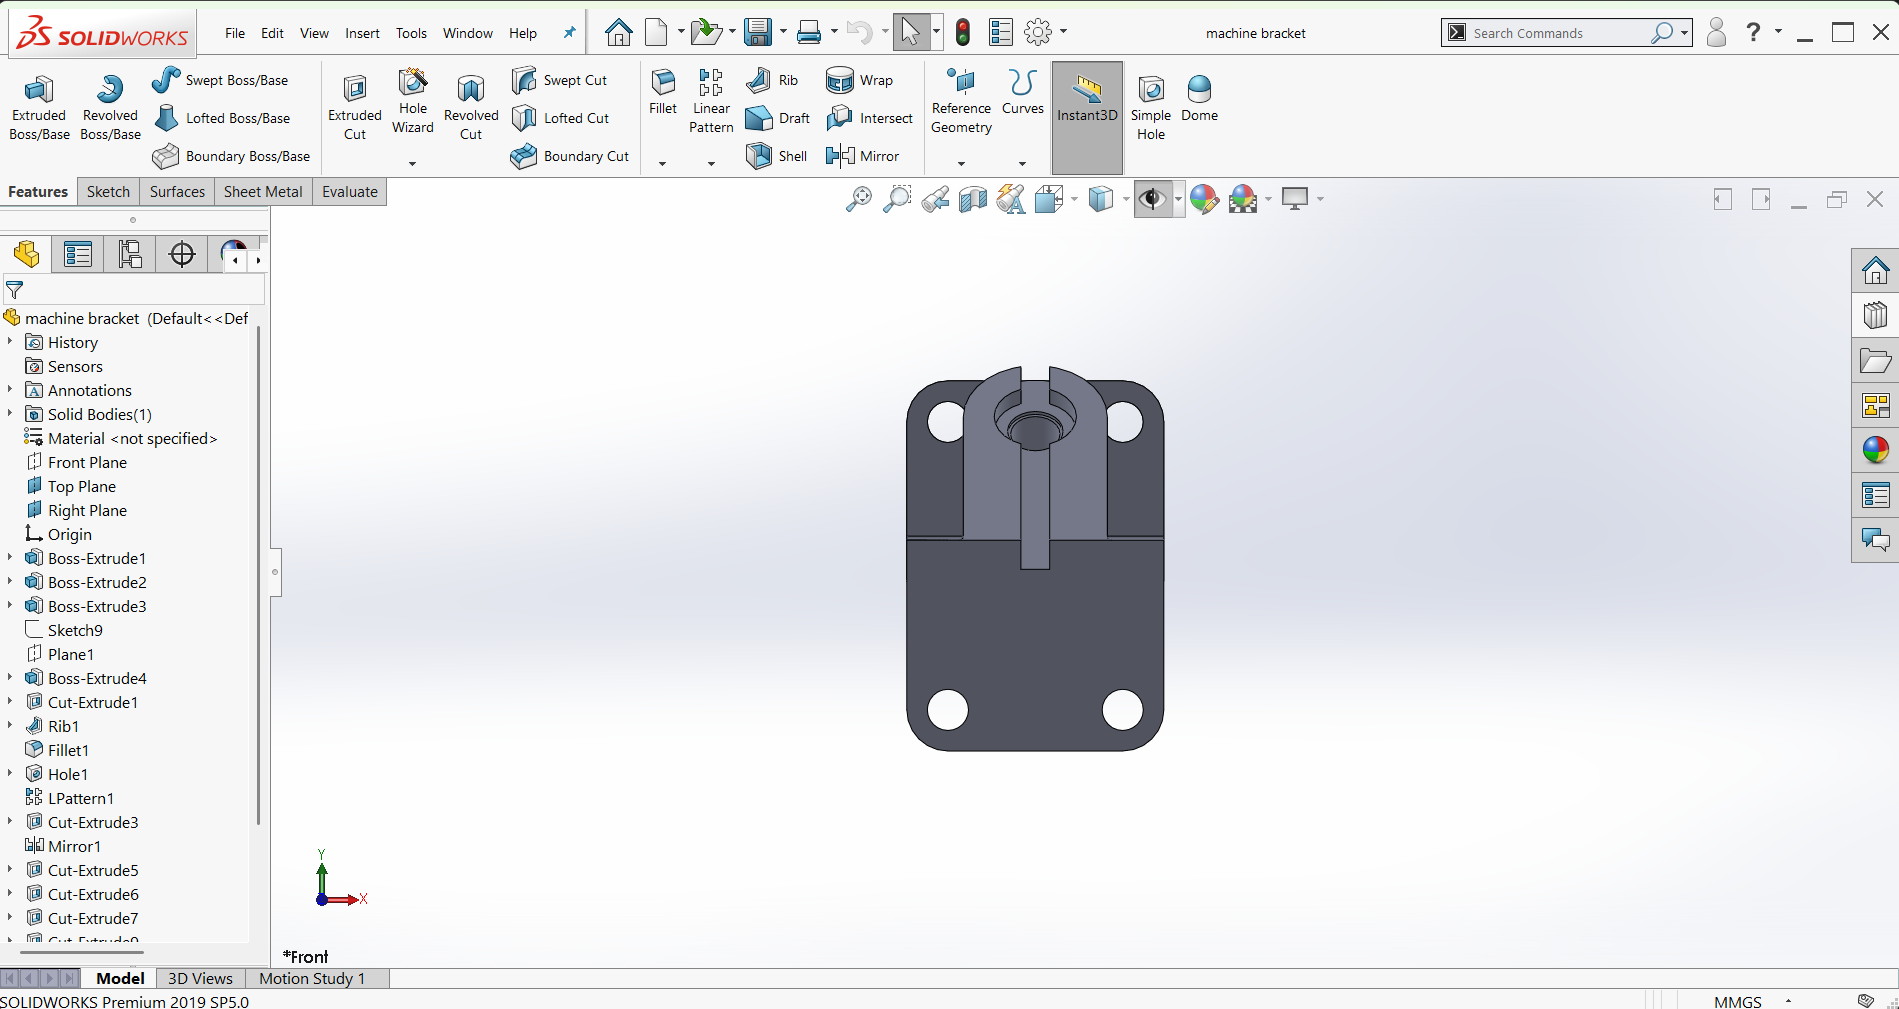 SOLIDWORKS
File Edit View Insert Tools Window Help
machine bracket
Search Commands
?
Extruded Boss/Base
Revolved Boss/Base
Swept Boss/Base
Lofted Boss/Base
Boundary Boss/Base
Extruded Cut
Hole Wizard
Revolved Cut
Swept Cut
Lofted Cut
Boundary Cut
Fillet
Linear Pattern
Rib
Draft
Shell
Wrap
Intersect
Mirror
Reference Geometry
Curves
Instant3D
Simple Hole
Dome
Features Sketch Surfaces Sheet Metal Evaluate
machine bracket (Default<<Def
History
Sensors
Annotations
Solid Bodies(1)
Material <not specified>
Front Plane
Top Plane
Right Plane
Origin
Boss-Extrude1
Boss-Extrude2
Boss-Extrude3
Sketch9
Plane1
Boss-Extrude4
Cut-Extrude1
Rib1
Fillet1
Hole1
LPattern1
Cut-Extrude3
Mirror1
Cut-Extrude5
Cut-Extrude6
Cut-Extrude7
Y
X
*Front
Model 3D Views Motion Study 1
SOLIDWORKS Premium 2019 SP5.0
MMGS